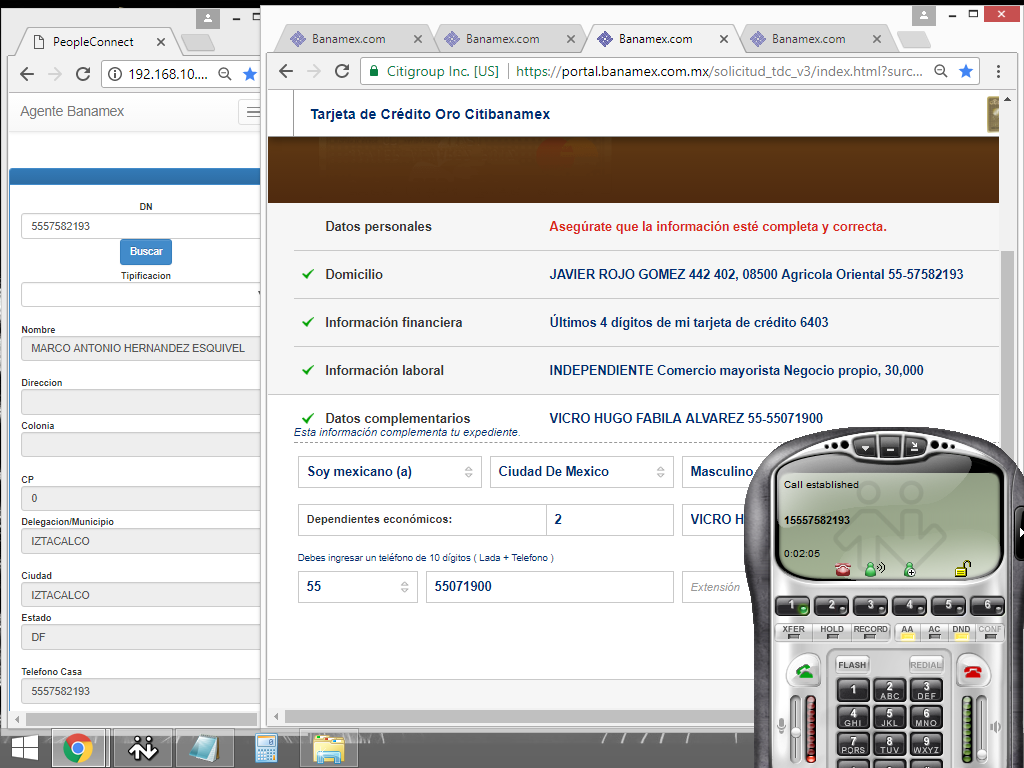 PeopleConnect
192.168.10....
Agente Banamex
DN
5557582193
Buscar
Tipificacion
Nombre
MARCO ANTONIO HERNANDEZ ESQUIVEL
Direccion
Colonia
CP
0
Delegacion/Municipio
IZTACALCO
Ciudad
IZTACALCO
Estado
DF
Telefono Casa
5557582193
Banamex.com
Banamex.com
Banamex.com
Banamex.com
Citigroup Inc. [US] https://portal.banamex.com.mx/solicitud_tdc_v3/index.html?surc...
Tarjeta de Crédito Oro Citibanamex
Datos personales Asegúrate que la información esté completa y correcta.
Domicilio JAVIER ROJO GOMEZ 442 402, 08500 Agricola Oriental 55-57582193
Información financiera Últimos 4 dígitos de mi tarjeta de crédito 6403
Información laboral INDEPENDIENTE Comercio mayorista Negocio propio, 30,000
Datos complementarios VICRO HUGO FABILA ALVAREZ 55-55071900
Esta información complementa tu expediente.
Soy mexicano (a) Ciudad De Mexico Masculino
Dependientes económicos: 2 VICRO H
Debes ingresar un teléfono de 10 dígitos ( Lada + Telefono )
55 55071900 Extensión
Call established
15557582193
0:02:05
1 2 3 4 5 6
XFER HOLD RECORD AA AC DND CONF
FLASH REDIAL
1 2 ABC 3 DEF
4 GHI 5 JKL 6 MNO
7 PQRS 8 TUV 9 WXYZ